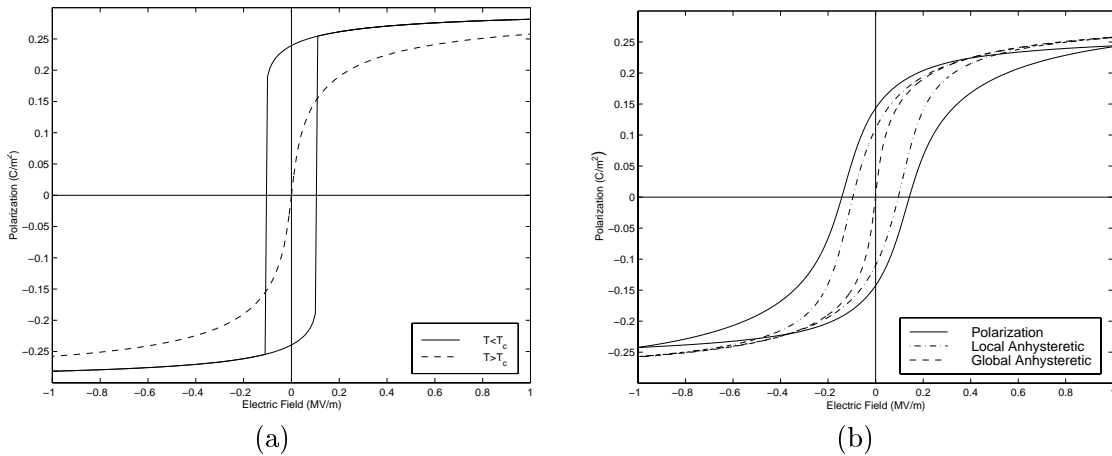 0.25
0.2
0.15
0.1
0.05
0
−0.05
−0.1
−0.15
−0.2
−0.25
Polarization (C/m²)
−1 −0.8 −0.6 −0.4 −0.2 0 0.2 0.4 0.6 0.8 1
Electric Field (MV/m)
T<Tc
T>Tc
(a)
0.25
0.2
0.15
0.1
0.05
0
−0.05
−0.1
−0.15
−0.2
−0.25
Polarization (C/m²)
−1 −0.8 −0.6 −0.4 −0.2 0 0.2 0.4 0.6 0.8 1
Electric Field (MV/m)
Polarization
Local Anhysteretic
Global Anhysteretic
(b)